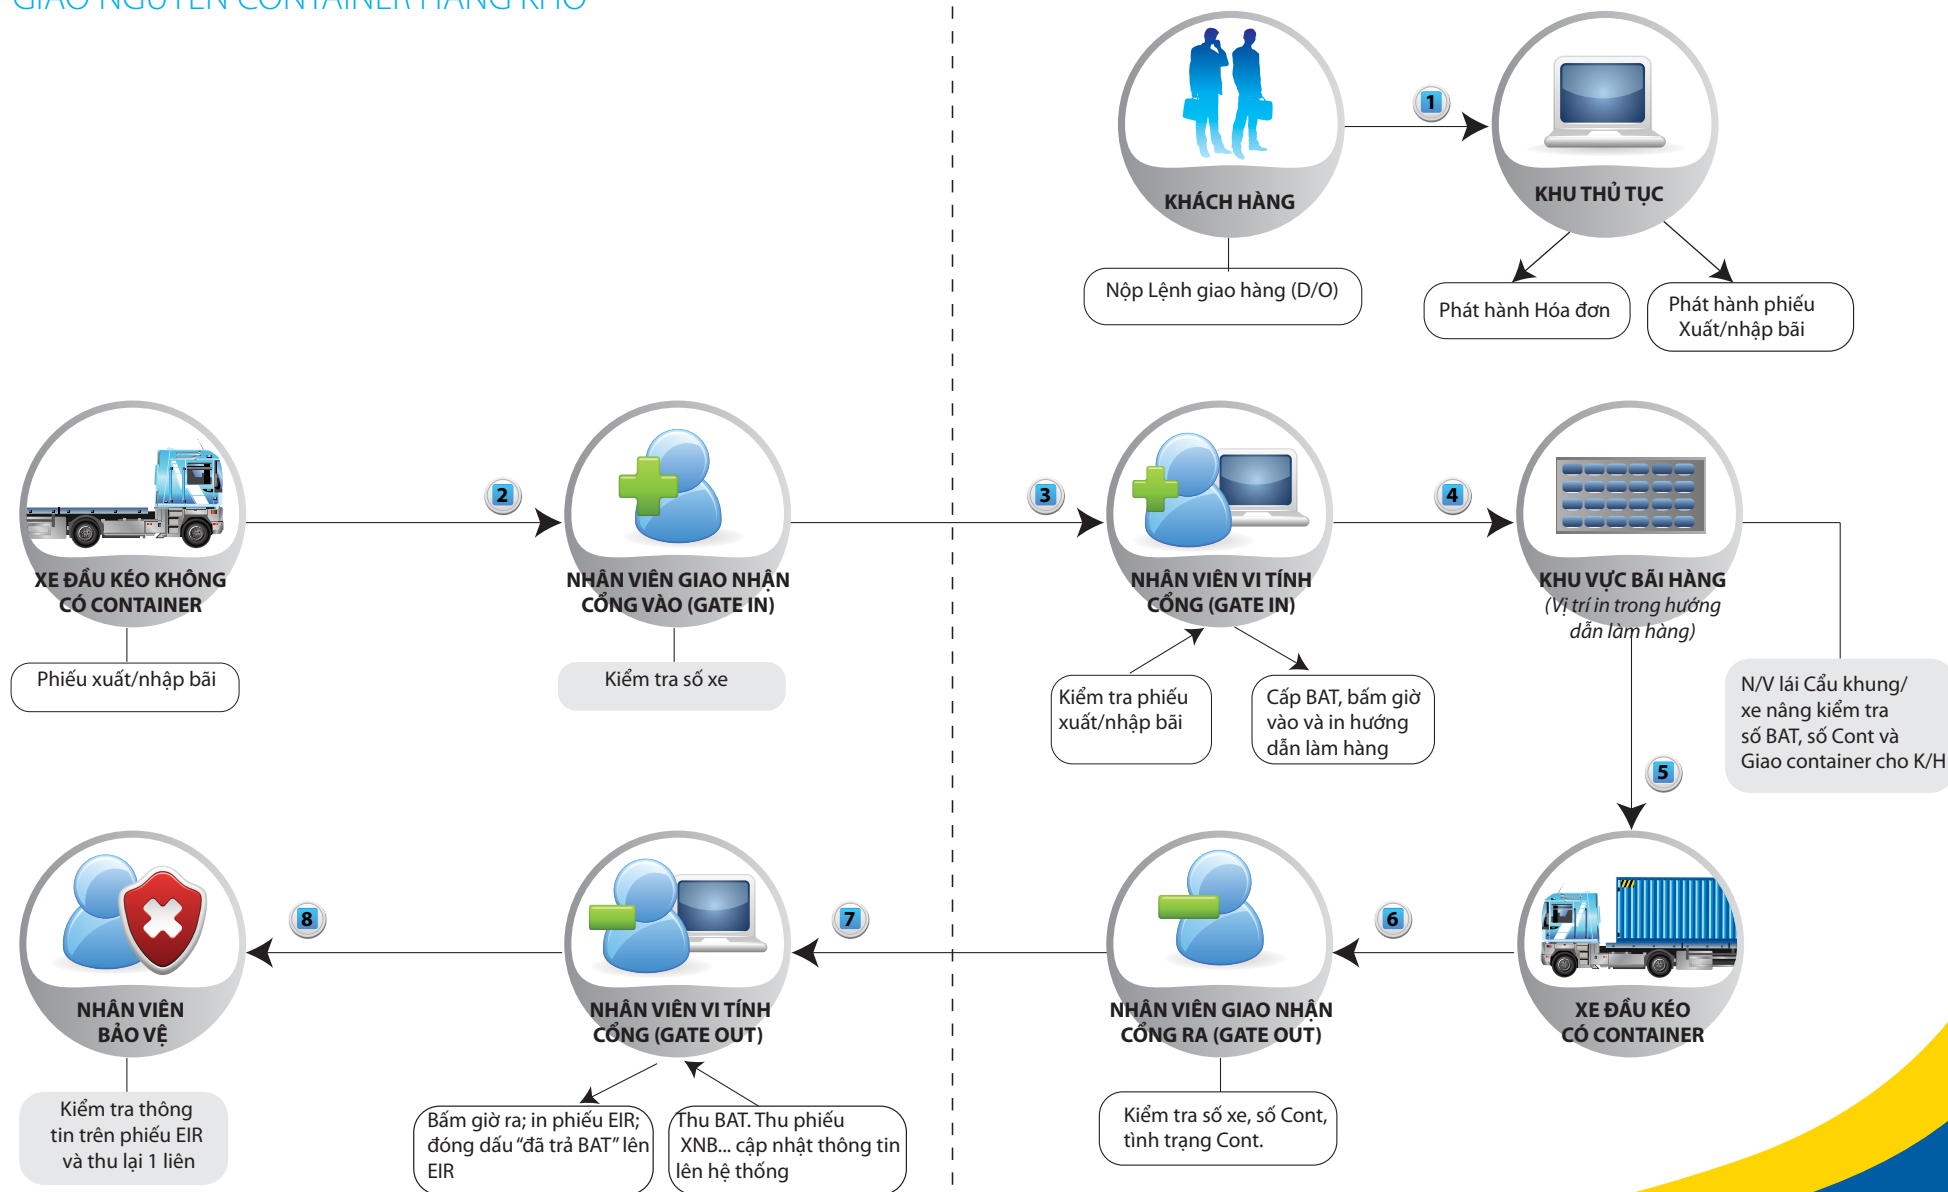 GIAO NGUYÊN CONTAINER HÀNG KHÔ
1
KHÁCH HÀNG
KHU THỦ TỤC
Nộp Lệnh giao hàng (D/O)
Phát hành Hóa đơn
Phát hành phiếu
Xuất/nhập bãi
2
3
4
XE ĐẦU KÉO KHÔNG
CÓ CONTAINER
NHÂN VIÊN GIAO NHẬN
CỔNG VÀO (GATE IN)
NHÂN VIÊN VI TÍNH
CỔNG (GATE IN)
KHU VỰC BÃI HÀNG
(Vị trí in trong hướng
dẫn làm hàng)
Phiếu xuất/nhập bãi
Kiểm tra số xe
Kiểm tra phiếu
xuất/nhập bãi
Cấp BAT, bấm giờ
vào và in hướng
dẫn làm hàng
N/V lái Cẩu khung/
xe nâng kiểm tra
số BAT, số Cont và
Giao container cho K/H
5
8
7
6
NHÂN VIÊN
BẢO VỆ
NHÂN VIÊN VI TÍNH
CỔNG (GATE OUT)
NHÂN VIÊN GIAO NHẬN
CỔNG RA (GATE OUT)
XE ĐẦU KÉO
CÓ CONTAINER
Kiểm tra thông
tin trên phiếu EIR
và thu lại 1 liên
Bấm giờ ra; in phiếu EIR;
đóng dấu “đã trả BAT” lên
EIR
Thu BAT. Thu phiếu
XNB... cập nhật thông tin
lên hệ thống
Kiểm tra số xe, số Cont,
tình trạng Cont.